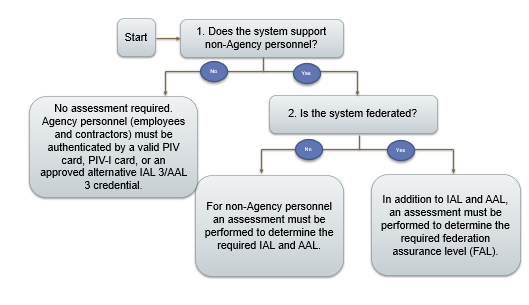 Start
1. Does the system support
non-Agency personnel?
No
Yes
No assessment required.
Agency personnel (employees
and contractors) must be
authenticated by a valid PIV
card, PIV-I card, or an
approved alternative IAL 3/AAL
3 credential.
2. Is the system federated?
No
Yes
For non-Agency personnel
an assessment must be
performed to determine the
required IAL and AAL.
In addition to IAL and AAL,
an assessment must be
performed to determine the
required federation
assurance level (FAL).